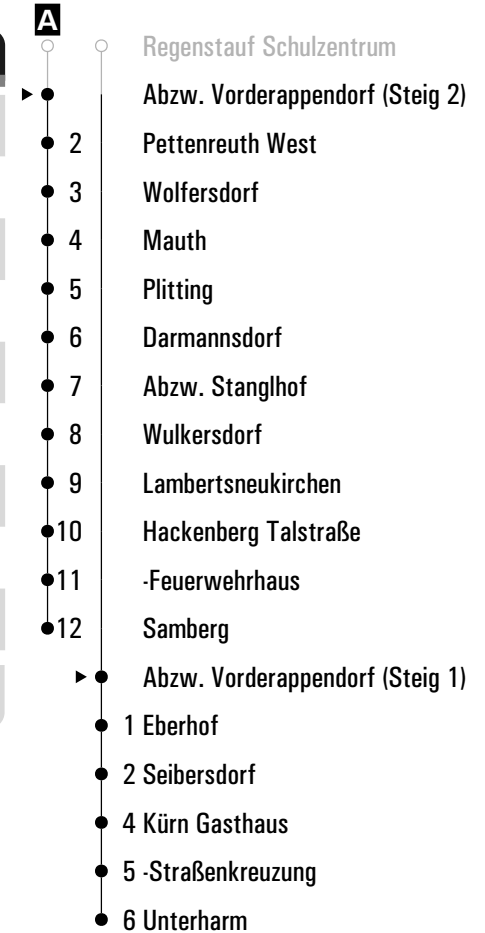 A
Regenstauf Schulzentrum
Abzw. Vorderappendorf (Steig 2)
2 Pettenreuth West
3 Wolfersdorf
4 Mauth
5 Plitting
6 Darmannsdorf
7 Abzw. Stanglhof
8 Wulkersdorf
9 Lambertsneukirchen
10 Hackenberg Talstraße
11 -Feuerwehrhaus
12 Samberg
Abzw. Vorderappendorf (Steig 1)
1 Eberhof
2 Seibersdorf
4 Kürn Gasthaus
5 -Straßenkreuzung
6 Unterharm